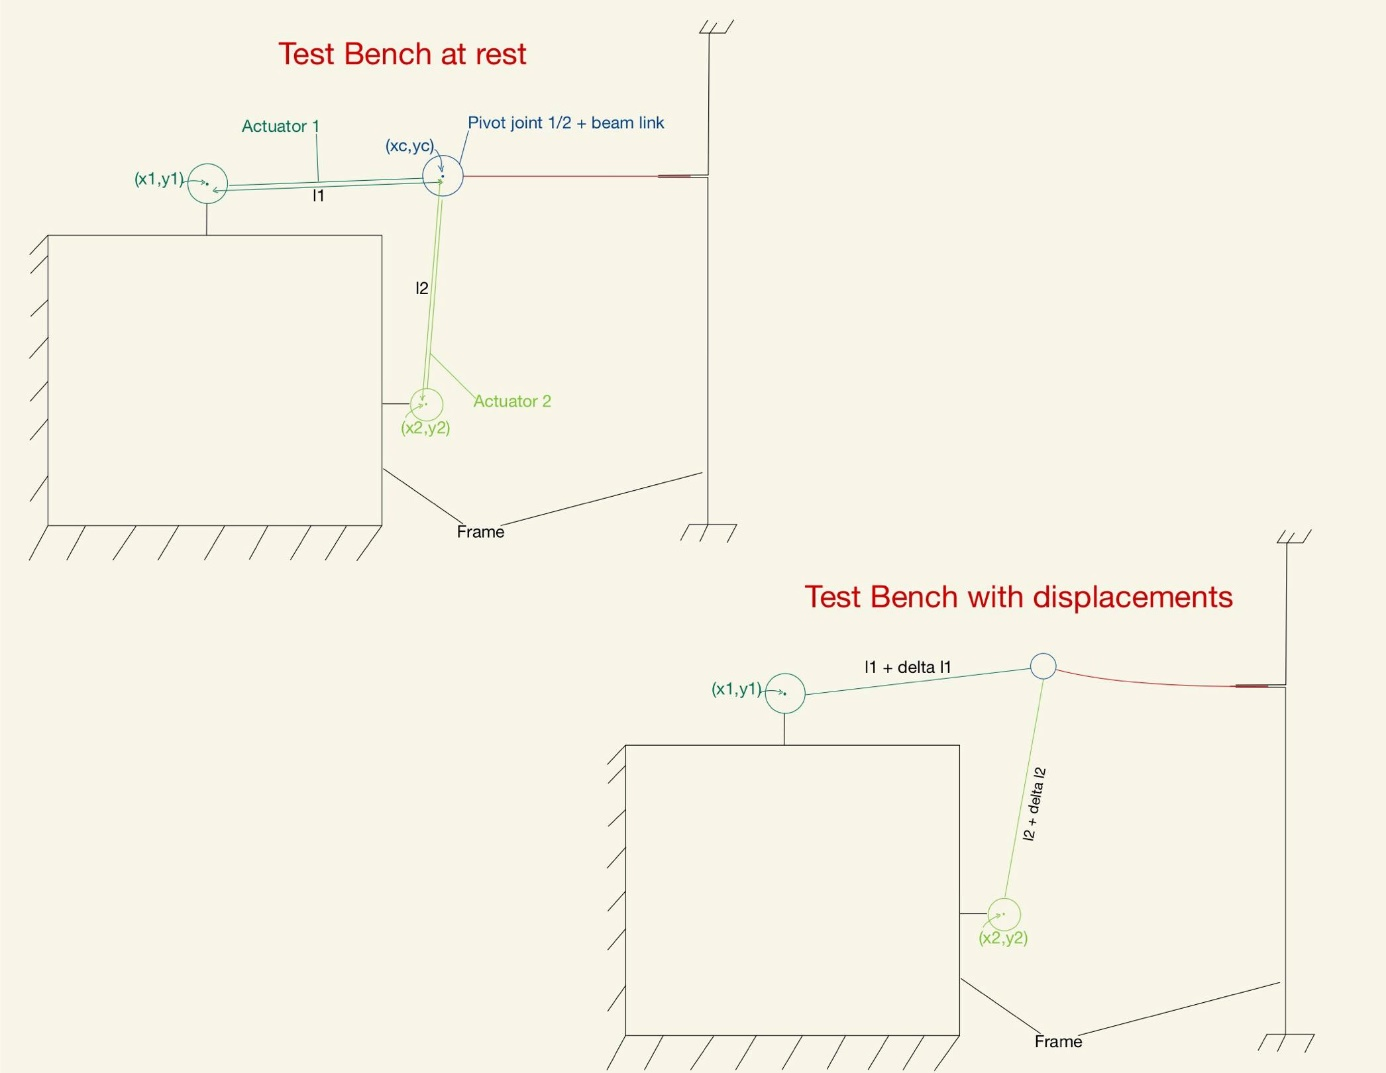 Test Bench at rest
Actuator 1
Pivot joint 1/2 + beam link
(xc,yc)
(x1,y1)
l1
l2
Actuator 2
(x2,y2)
Frame
Test Bench with displacements
l1 + delta l1
(x1,y1)
l2 + delta l2
(x2,y2)
Frame